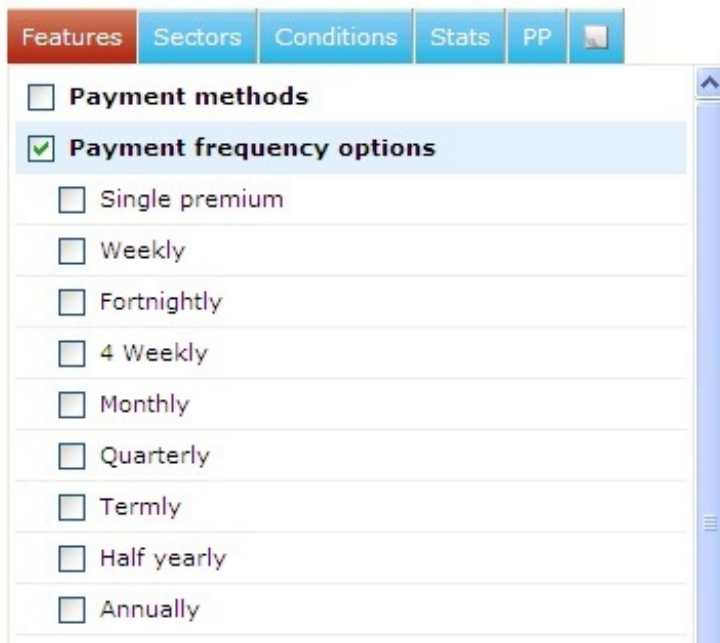 Features Sectors Conditions Stats PP
Payment methods
Payment frequency options
Single premium
Weekly
Fortnightly
4 Weekly
Monthly
Quarterly
Termly
Half yearly
Annually